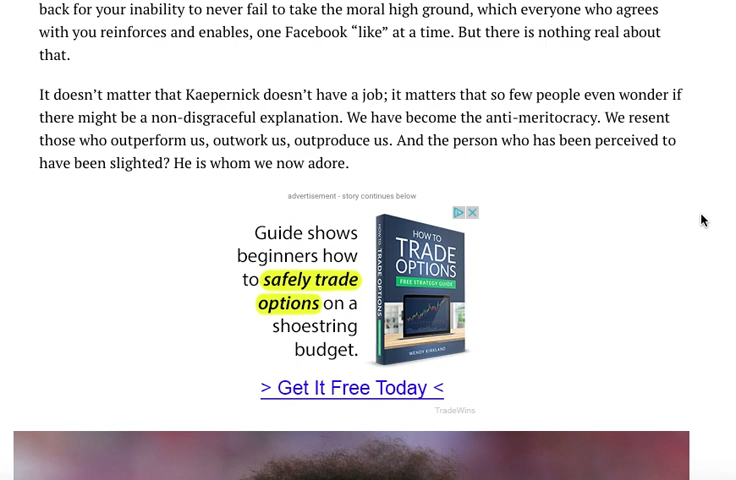 back for your inability to never fail to take the moral high ground, which everyone who agrees
with you reinforces and enables, one Facebook “like” at a time. But there is nothing real about
that.
It doesn’t matter that Kaepernick doesn’t have a job; it matters that so few people even wonder if
there might be a non-disgraceful explanation. We have become the anti-meritocracy. We resent
those who outperform us, outwork us, outproduce us. And the person who has been perceived to
have been slighted? He is whom we now adore.
advertisement - story continues below
Guide shows
beginners how
to safely trade
options on a
shoestring
budget.
HOW TO
TRADE
OPTIONS
FREE STRATEGY GUIDE
WENDY KIRKLAND
HOW TO TRADE OPTIONS
> Get It Free Today <
TradeWins